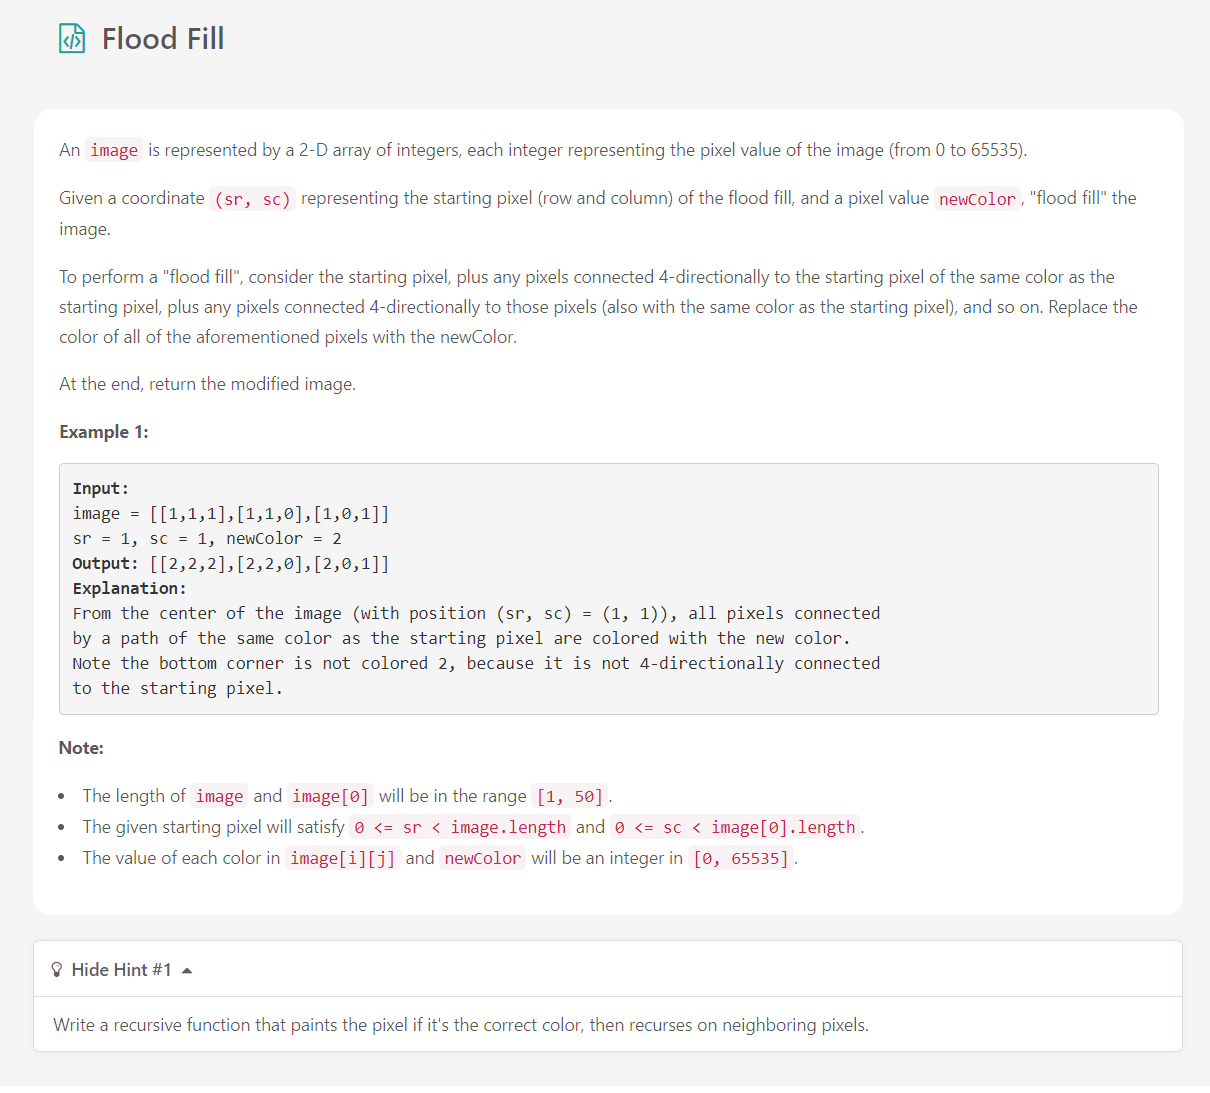 Flood Fill
An image is represented by a 2-D array of integers, each integer representing the pixel value of the image (from 0 to 65535).
Given a coordinate (sr, sc) representing the starting pixel (row and column) of the flood fill, and a pixel value newColor, "flood fill" the
image.
To perform a "flood fill", consider the starting pixel, plus any pixels connected 4-directionally to the starting pixel of the same color as the
starting pixel, plus any pixels connected 4-directionally to those pixels (also with the same color as the starting pixel), and so on. Replace the
color of all of the aforementioned pixels with the newColor.
At the end, return the modified image.
Example 1:
Input:
image = [[1,1,1],[1,1,0],[1,0,1]]
sr = 1, sc = 1, newColor = 2
Output: [[2,2,2],[2,2,0],[2,0,1]]
Explanation:
From the center of the image (with position (sr, sc) = (1, 1)), all pixels connected
by a path of the same color as the starting pixel are colored with the new color.
Note the bottom corner is not colored 2, because it is not 4-directionally connected
to the starting pixel.
Note:
• The length of image and image[0] will be in the range [1, 50].
• The given starting pixel will satisfy 0 <= sr < image.length and 0 <= sc < image[0].length.
• The value of each color in image[i][j] and newColor will be an integer in [0, 65535].
Hide Hint #1
Write a recursive function that paints the pixel if it's the correct color, then recurses on neighboring pixels.